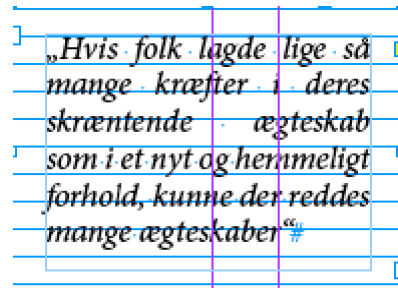 „Hvis folk lagde lige så
mange kræfter i deres
skræntende ægteskab
som i et nyt og hemmeligt
forhold, kunne der reddes
mange ægteskaber“#